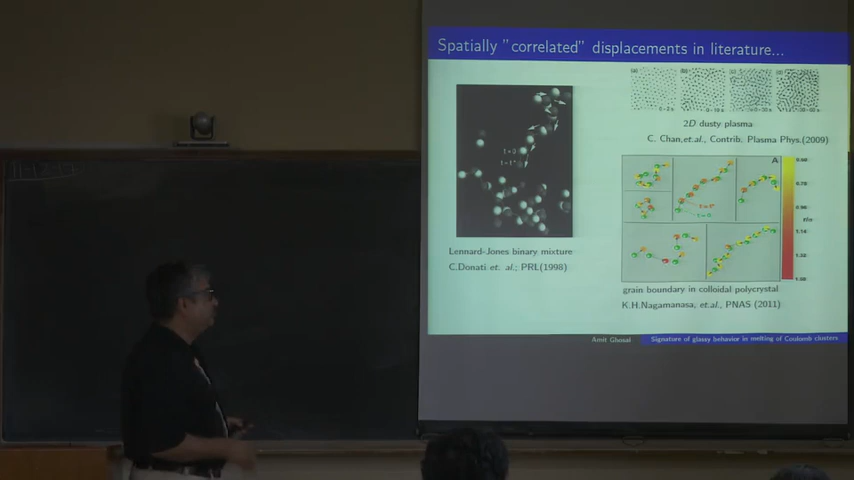 Spatially "correlated" displacements in literature...
(a)
(b)
(c)
(d)
2D dusty plasma
C. Chan,et.al., Contrib. Plasma Phys.(2009)
t=0
t=t*
Lennard-Jones binary mixture
C.Donati et. al.; PRL(1998)
A
t=t*
t=0
grain boundary in colloidal polycrystal
K.H.Nagamanasa, et.al., PNAS (2011)
Amit Ghosal
Signature of glassy behavior in melting of Coulomb clusters